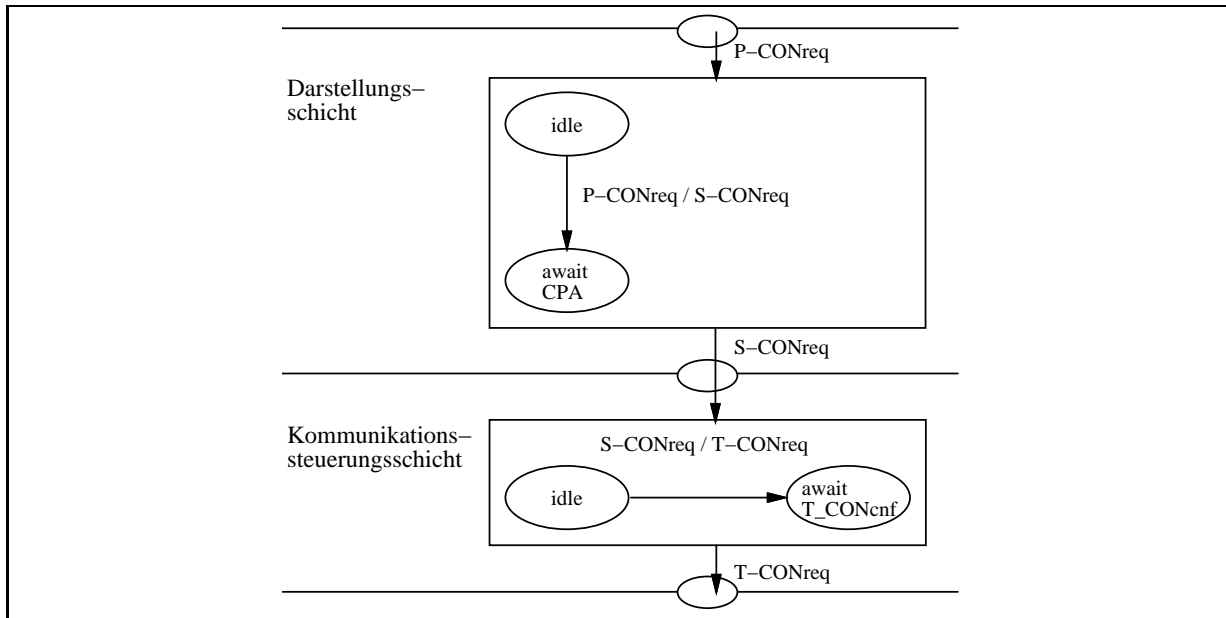 P–CONreq
Darstellungs–
schicht
idle
P–CONreq / S–CONreq
await
CPA
S–CONreq
Kommunikations–
steuerungsschicht
S–CONreq / T–CONreq
idle
await
T_CONcnf
T–CONreq